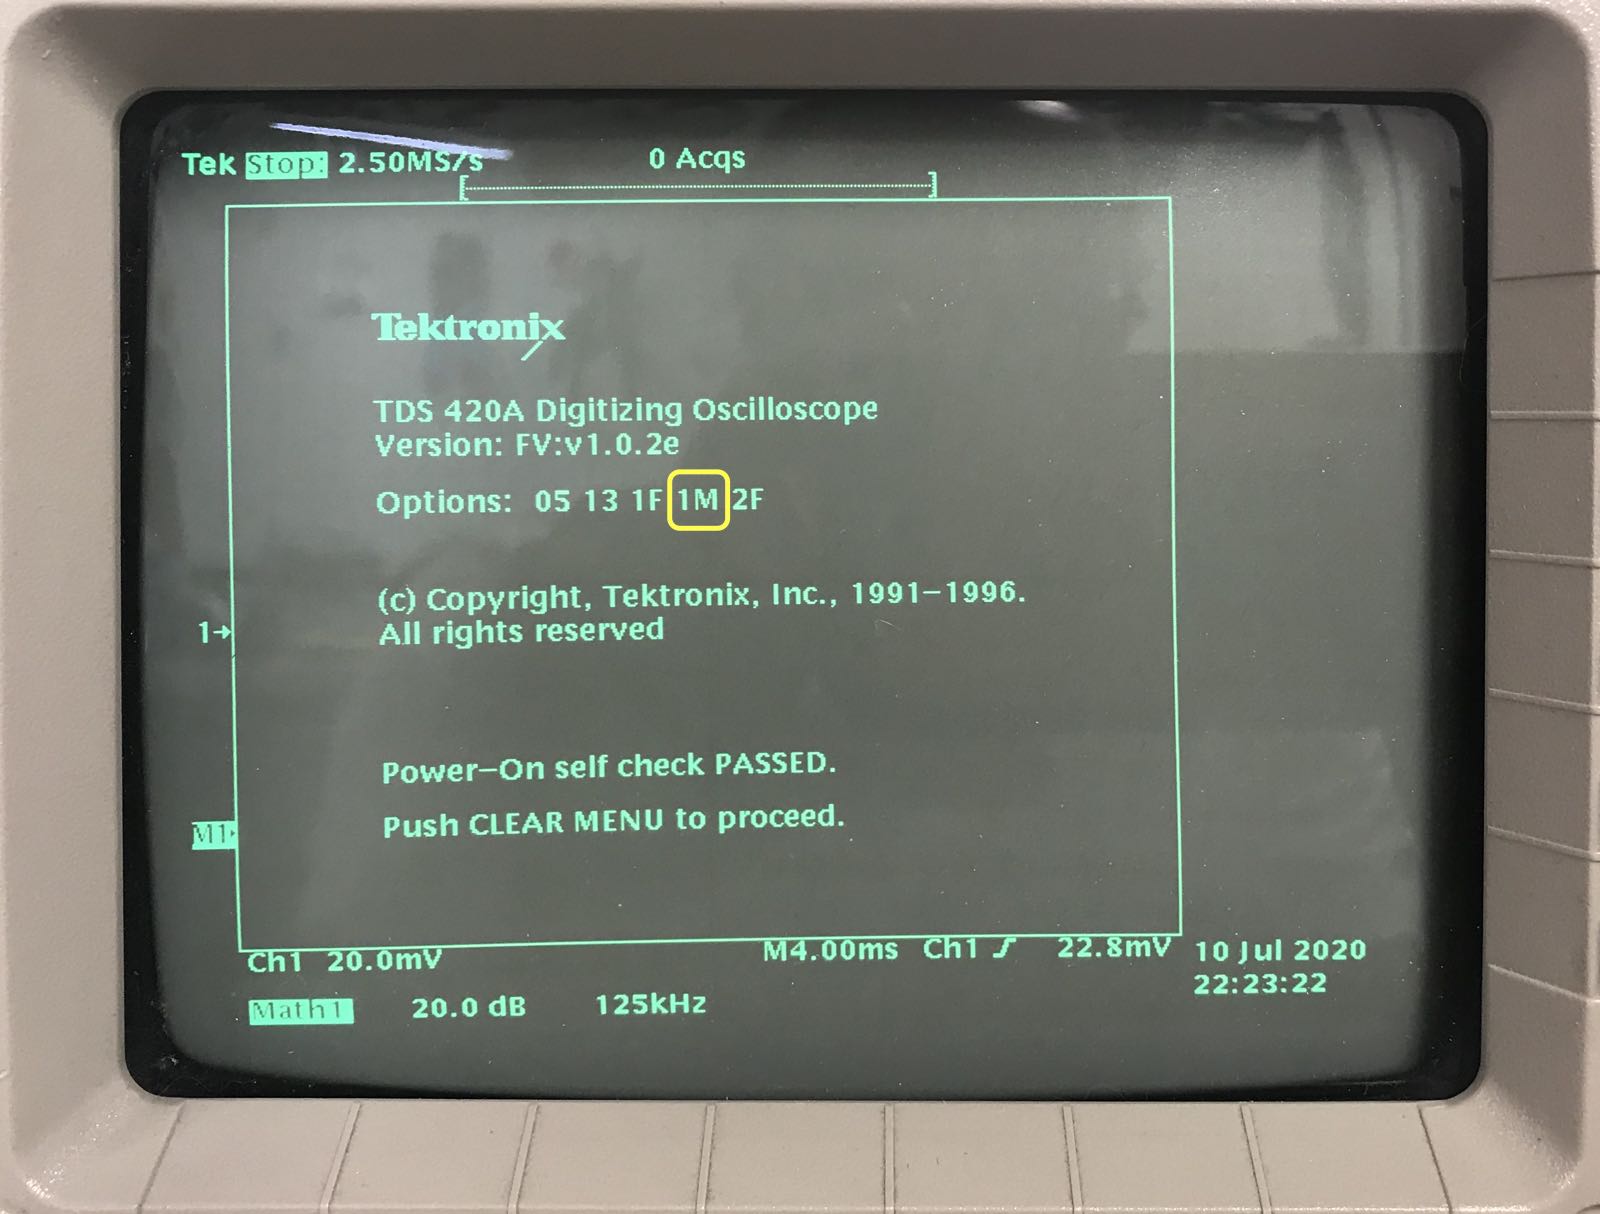 Tek Stop: 2.50MS/s 0 Acqs
Tektronix
TDS 420A Digitizing Oscilloscope
Version: FV:v1.0.2e
Options: 05 13 1F 1M 2F
(c) Copyright, Tektronix, Inc., 1991-1996.
All rights reserved
1→
Power-On self check PASSED.
Push CLEAR MENU to proceed.
M1
Ch1 20.0mV M4.00ms Ch1 22.8mV 10 Jul 2020
22:23:22
Math1 20.0 dB 125kHz